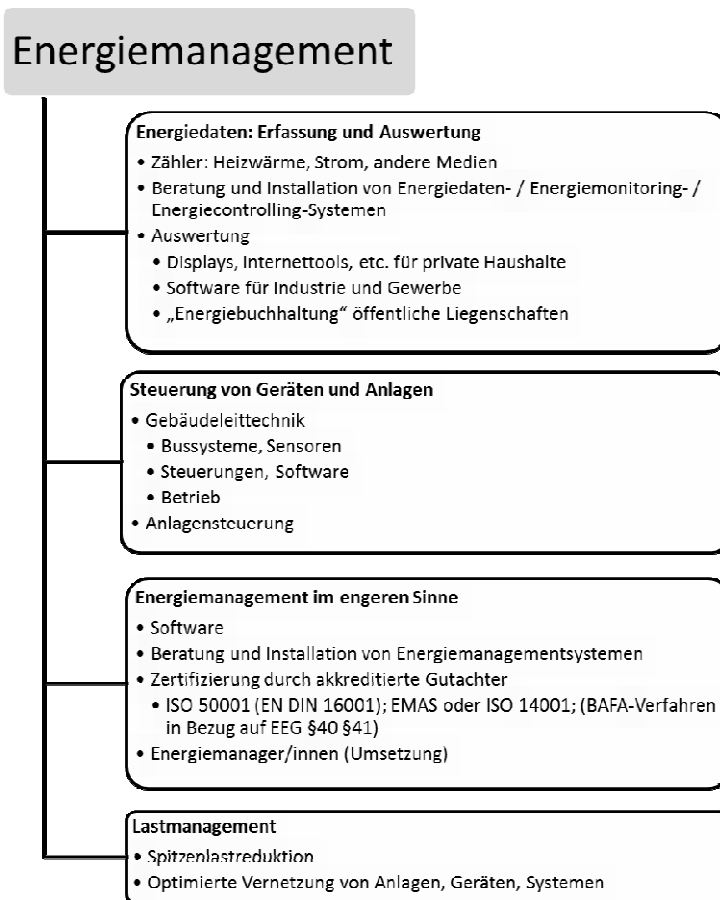 Energiemanagement
Energiedaten: Erfassung und Auswertung
• Zähler: Heizwärme, Strom, andere Medien
• Beratung und Installation von Energiedaten- / Energiemonitoring- /
Energiecontrolling-Systemen
• Auswertung
• Displays, Internettools, etc. für private Haushalte
• Software für Industrie und Gewerbe
• „Energiebuchhaltung“ öffentliche Liegenschaften
Steuerung von Geräten und Anlagen
• Gebäudeleittechnik
• Bussysteme, Sensoren
• Steuerungen, Software
• Betrieb
• Anlagensteuerung
Energiemanagement im engeren Sinne
• Software
• Beratung und Installation von Energiemanagementsystemen
• Zertifizierung durch akkreditierte Gutachter
• ISO 50001 (EN DIN 16001); EMAS oder ISO 14001; (BAFA-Verfahren
in Bezug auf EEG §40 §41)
• Energiemanager/innen (Umsetzung)
Lastmanagement
• Spitzenlastreduktion
• Optimierte Vernetzung von Anlagen, Geräten, Systemen